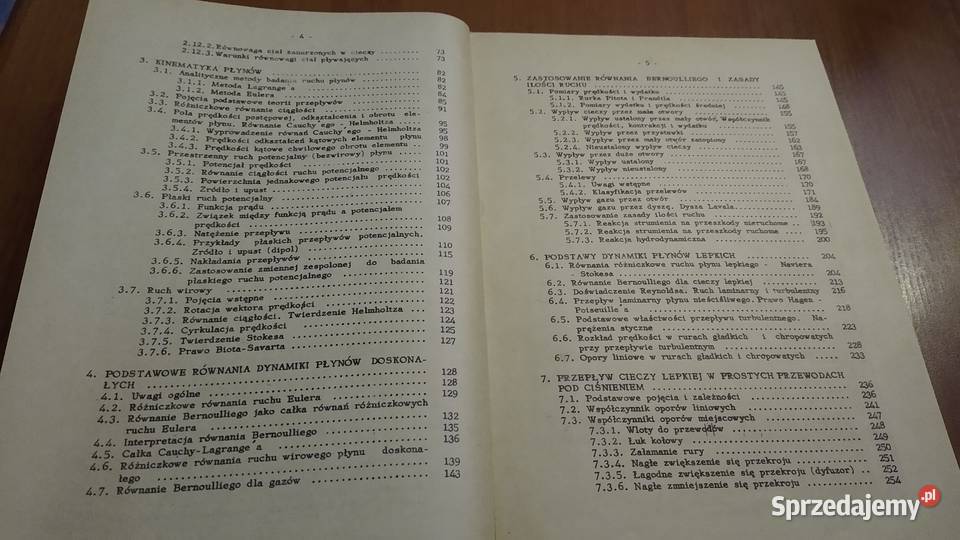 - 4 -
2.12.2. Równowaga ciał zanurzonych w cieczy ......... 73
2.12.3. Warunki równowagi ciał pływających ......... 73
3. KINEMATYKA PŁYNÓW ......... 82
3.1. Analityczne metody badania ruchu płynów ......... 82
3.1.1. Metoda Lagrange'a ......... 82
3.1.2. Metoda Eulera ......... 84
3.2. Pojęcia podstawowe teorii przepływów ......... 85
3.3. Różniczkowe równanie ciągłości ......... 91
3.4. Pola prędkości postępowej, odkształcenia i obrotu ele-
mentów płynu. Równanie Cauchy'ego - Helmholtza ... 95
3.4.1. Wyprowadzenie równań Cauchy'ego - Helmholtza 95
3.4.2. Prędkości odkształceń kątowych elementu płynu 98
3.4.3. Prędkości kątowe chwilowego obrotu elementu . 99
3.5. Przestrzenny ruch potencjalny (bezwirowy) płynu ... 101
3.5.1. Potencjał prędkości ......... 101
3.5.2. Równanie ciągłości ruchu potencjalnego ......... 102
3.5.3. Powierzchnia jednakowego potencjału prędkości 102
3.5.4. Źródło i upust ......... 104
3.6. Płaski ruch potencjalny ......... 106
3.6.1. Funkcja prądu ......... 107
3.6.2. Związek między funkcją prądu a potencjałem
prędkości ......... 108
3.6.3. Natężenie przepływu ......... 109
3.6.4. Przykłady płaskich przepływów potencjalnych.
Źródło i upust (dipol) ......... 110
3.6.5. Nakładania przepływów ......... 115
3.6.6. Zastosowanie zmiennej zespolonej do badania
płaskiego ruchu potencjalnego ......... 119
3.7. Ruch wirowy ......... 121
3.7.1. Pojęcia wstępne ......... 121
3.7.2. Rotacja wektora prędkości ......... 122
3.7.3. Równanie ciągłości. Twierdzenie Helmholtza ... 123
3.7.4. Cyrkulacja prędkości ......... 124
3.7.5. Twierdzenie Stokesa ......... 125
3.7.6. Prawo Biota-Savarta ......... 127
4. PODSTAWOWE RÓWNANIA DYNAMIKI PŁYNÓW DOSKONA-
ŁYCH ......... 128
4.1. Uwagi ogólne ......... 128
4.2. Różniczkowe równania ruchu Eulera ......... 129
4.3. Równanie Bernoulliego jako całka równań różniczkowych
ruchu Eulera ......... 132
4.4. Interpretacja równania Bernoulliego ......... 135
4.5. Całka Cauchy-Lagrange'a ......... 136
4.6. Różniczkowe równania ruchu wirowego płynu doskona-
łego ......... 139
4.7. Równanie Bernoulliego dla gazów ......... 143
- 5 -
5. ZASTOSOWANIE RÓWNANIA BERNOULLIEGO I ZASADY
ILOŚCI RUCHU ......... 145
5.1. Pomiary prędkości i wydatku ......... 145
5.1.1. Rurka Pitota i Prandtla ......... 145
5.1.2. Pomiary wydatku i prędkości średniej ......... 148
5.2. Wypływ cieczy przez małe otwory ......... 155
5.2.1. Wypływ ustalony przez mały otwór. Współczynnik
prędkości, kontrakcji i wydatku ......... 155
5.2.2. Wypływ przez przystawki ......... 157
5.2.3. Wypływ przez mały otwór zatopiony ......... 162
5.2.4. Nieustalony wypływ cieczy ......... 163
5.3. Wypływ przez duże otwory ......... 167
5.3.1. Wypływ ustalony ......... 167
5.3.2. Wypływ nieustalony ......... 168
5.4. Przelewy ......... 170
5.4.1. Uwagi wstępne ......... 170
5.4.2. Klasyfikacja przelewów ......... 171
5.5. Wypływ gazu przez otwór ......... 184
5.6. Wypływ gazu przez dyszę. Dysza Lavala ......... 189
5.7. Zastosowanie zasady ilości ruchu ......... 192
5.7.1. Reakcja strumienia na przeszkody nieruchome ... 193
5.7.2. Reakcja strumienia na przeszkody ruchome ... 195
5.7.3. Reakcja hydrodynamiczna ......... 200
6. PODSTAWY DYNAMIKI PŁYNÓW LEPKICH ......... 204
6.1. Równania różniczkowe ruchu płynu lepkiego - Naviera
- Stokesa ......... 204
6.2. Równanie Bernoulliego dla cieczy lepkiej ......... 213
6.3. Doświadczenie Reynoldsa. Ruch laminarny i turbulentny 216
6.4. Przepływ laminarny płynu nieściśliwego. Prawo Hagen -
Poiseuille'a ......... 218
6.5. Podstawowe właściwości przepływu turbulentnego. Na-
prężenia styczne ......... 223
6.6. Rozkład prędkości w rurach gładkich i chropowatych
przy przepływie turbulentnym ......... 228
6.7. Opory liniowe w rurach gładkich i chropowatych ..... 233
7. PRZEPŁYW CIECZY LEPKIEJ W PROSTYCH PRZEWODACH
POD CIŚNIENIEM ......... 236
7.1. Podstawowe pojęcia i zależności ......... 236
7.2. Współczynnik oporów liniowych ......... 241
7.3. Współczynniki oporów miejscowych ......... 247
7.3.1. Wloty do przewodów ......... 248
7.3.2. Łuk kołowy ......... 249
7.3.3. Załamanie rury ......... 250
7.3.4. Nagłe zwiększenie się przekroju ......... 251
7.3.5. Łagodne zwiększenie się przekroju (dyfuzor) .. 252
7.3.6. Nagłe zmniejszenie się przekroju ......... 254
Sprzedajemy.pl